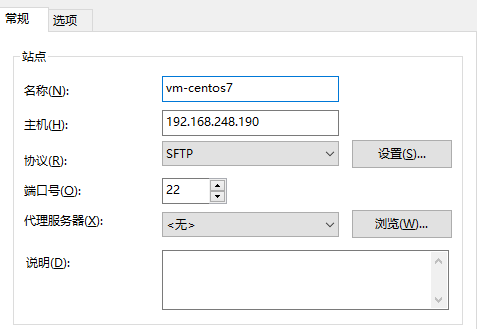 常规 选项
站点
名称(N): vm-centos7
主机(H): 192.168.248.190
协议(R): SFTP 设置(S)...
端口号(O): 22
代理服务器(X): <无> 浏览(W)...
说明(D):